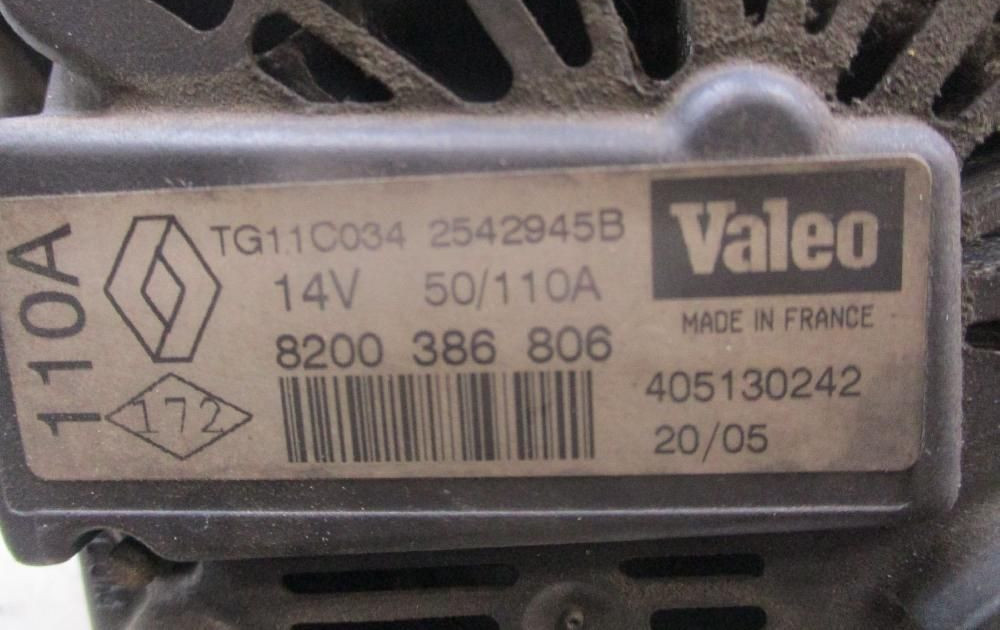 110A
TG11C034 2542945B
14V 50/110A
8200 386 806
172
Valeo
MADE IN FRANCE
405130242
20/05